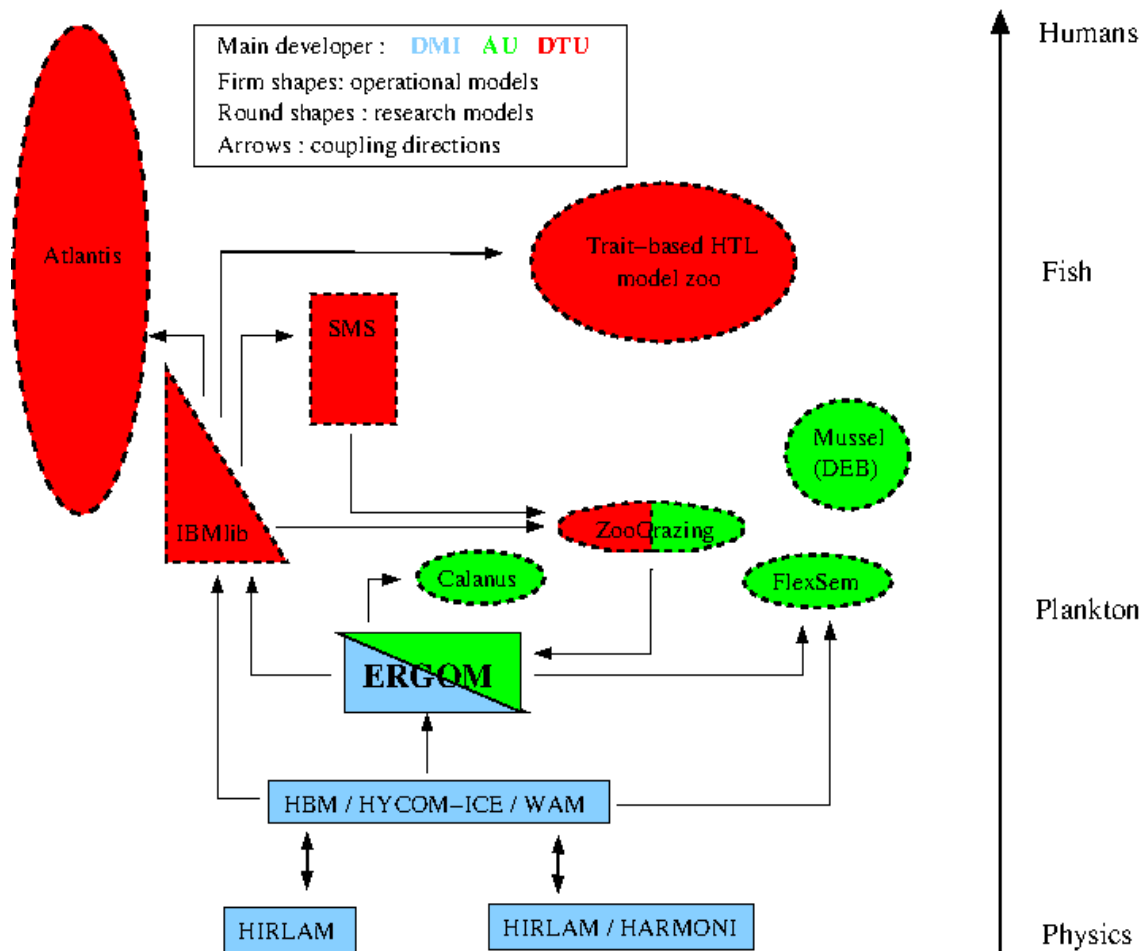 Main developer : DMI AU DTU
Firm shapes: operational models
Round shapes : research models
Arrows : coupling directions
Humans
Atlantis
Trait-based HTL
model zoo
Fish
SMS
Mussel
(DEB)
IBMlib
ZooGrazing
Calanus
FlexSem
Plankton
ERGOM
HBM / HYCOM-ICE / WAM
HIRLAM
HIRLAM / HARMONI
Physics